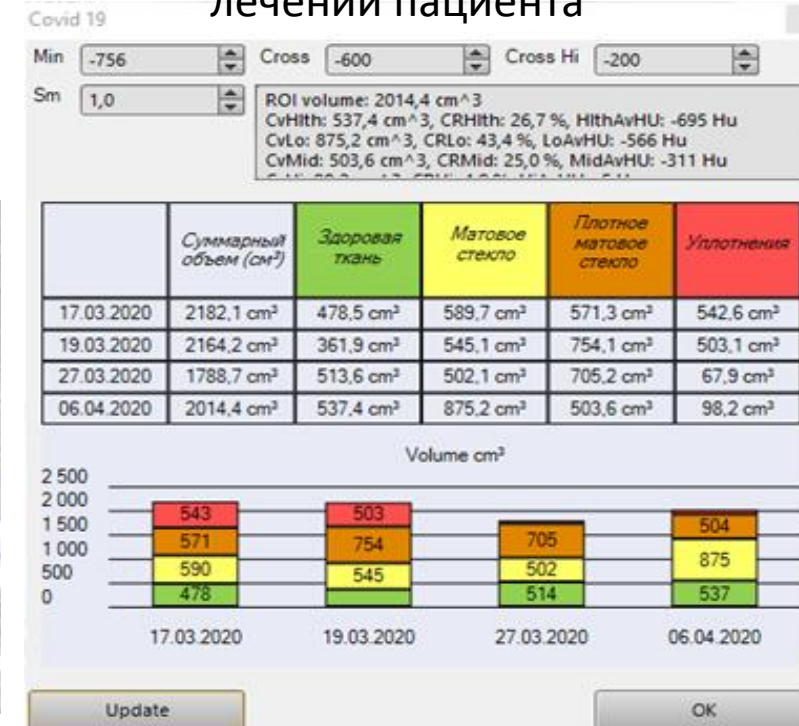 лечении пациента
Covid 19
Min -756 Cross -600 Cross Hi -200
Sm 1,0
ROI volume: 2014,4 cm^3
CvHlth: 537,4 cm^3, CRHlth: 26,7 %, HlthAvHU: -695 Hu
CvLo: 875,2 cm^3, CRLo: 43,4 %, LoAvHU: -566 Hu
CvMid: 503,6 cm^3, CRMid: 25,0 %, MidAvHU: -311 Hu
Суммарный объем (см³) Здоровая ткань Матовое стекло Плотное матовое стекло Уплотнения
17.03.2020 2182,1 cm³ 478,5 cm³ 589,7 cm³ 571,3 cm³ 542,6 cm³
19.03.2020 2164,2 cm³ 361,9 cm³ 545,1 cm³ 754,1 cm³ 503,1 cm³
27.03.2020 1788,7 cm³ 513,6 cm³ 502,1 cm³ 705,2 cm³ 67,9 cm³
06.04.2020 2014,4 cm³ 537,4 cm³ 875,2 cm³ 503,6 cm³ 98,2 cm³
Volume cm³
2 500
2 000
1 500
1 000
500
0
543 571 590 478
503 754 545
705 502 514
504 875 537
17.03.2020 19.03.2020 27.03.2020 06.04.2020
Update OK